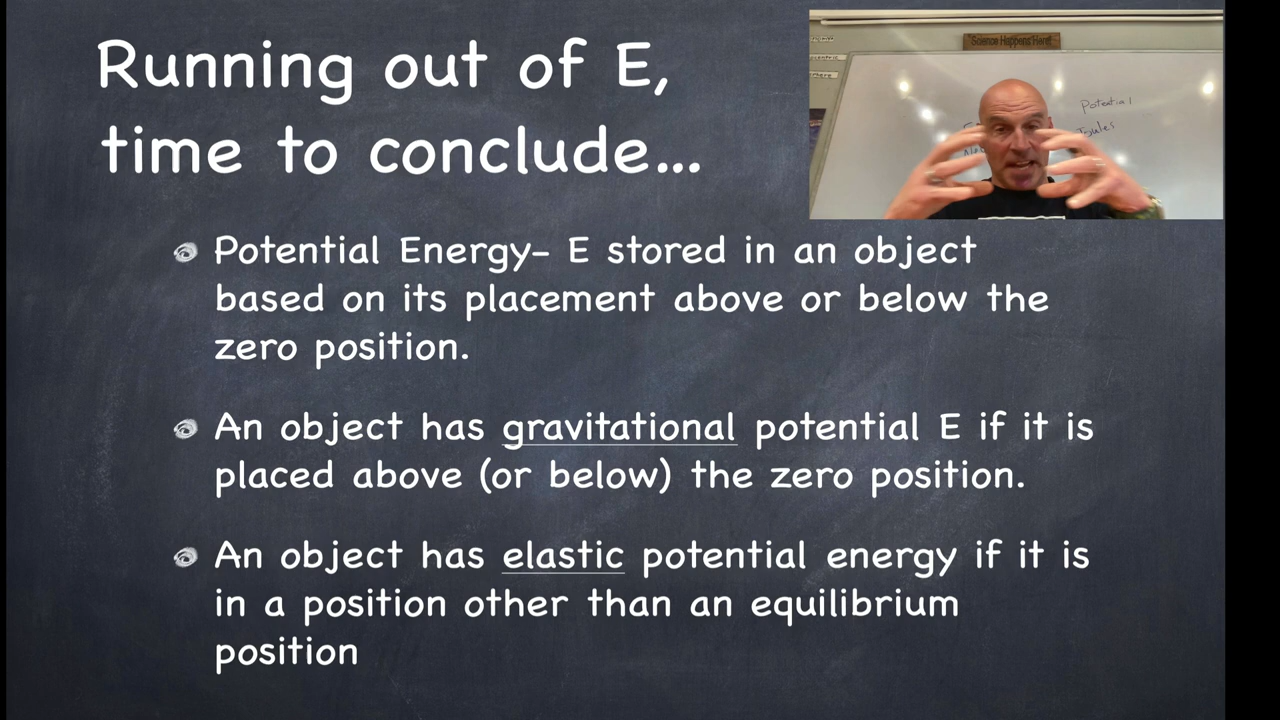 Running out of E,
time to conclude...
Science Happens Here!
Potential
Joules
Potential Energy- E stored in an object
based on its placement above or below the
zero position.
An object has gravitational potential E if it is
placed above (or below) the zero position.
An object has elastic potential energy if it is
in a position other than an equilibrium
position